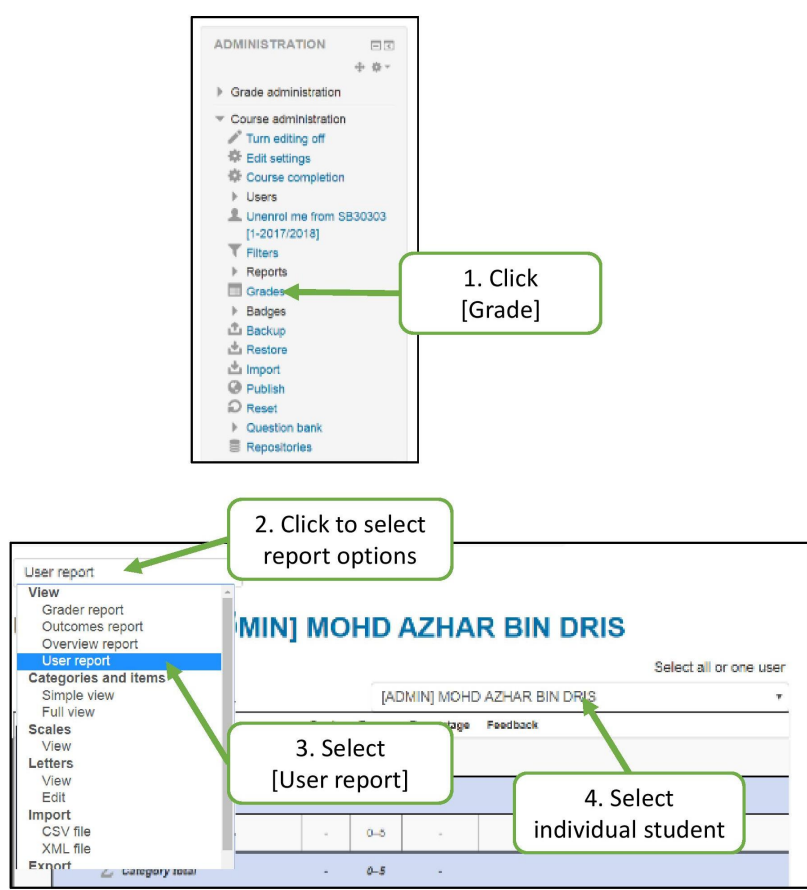 ADMINISTRATION
Grade administration
Course administration
Turn editing off
Edit settings
Course completion
Users
Unenrol me from SB30303
[1-2017/2018]
Filters
Reports
Grades
Badges
Backup
Restore
Import
Publish
Reset
Question bank
Repositories
1. Click
[Grade]
2. Click to select
report options
User report
View
Grader report
Outcomes report
Overview report
User report
Categories and items
Simple view
Full view
Scales
View
Letters
View
Edit
Import
CSV file
XML file
Export
MIN] MOHD AZHAR BIN DRIS
Select all or one user
[ADMIN] MOHD AZHAR BIN DRIS
Feedback
3. Select
[User report]
4. Select
individual student
- 0–5 -
Category total - 0–5 -